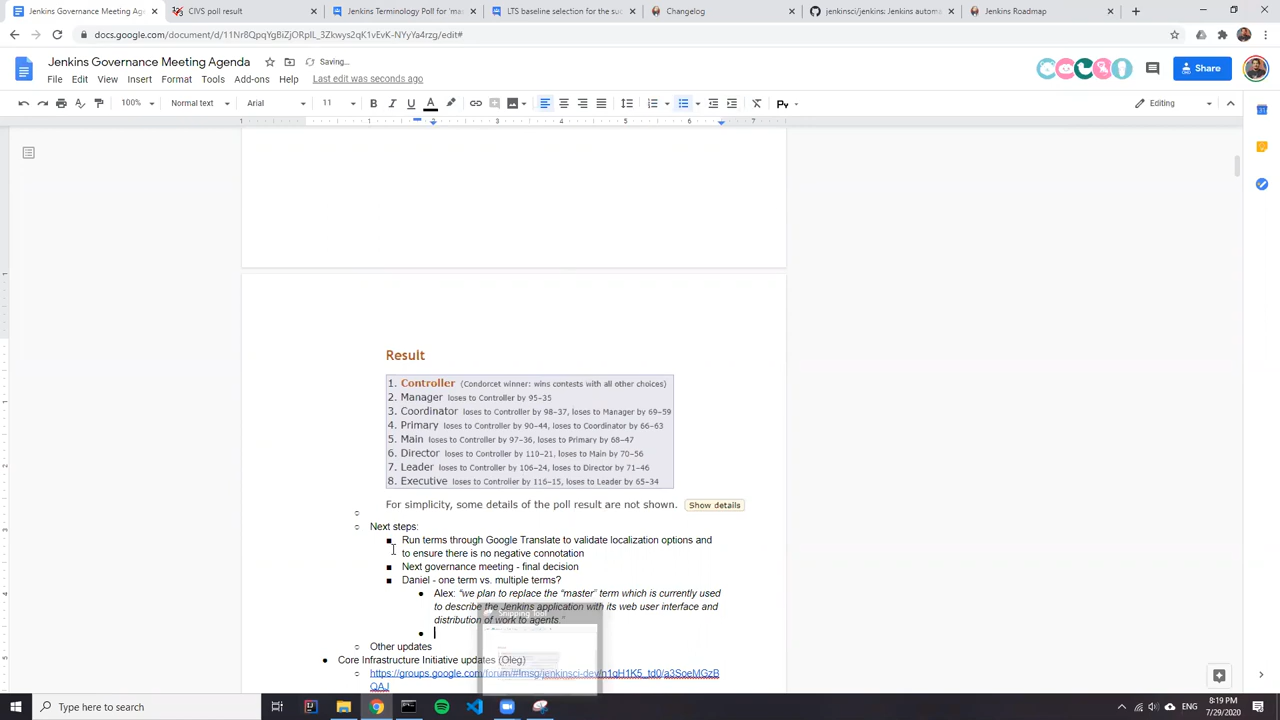 Jenkins Governance Meeting Age
CIVS poll result
Jenkins Terminology Poll for 'mas
LTS baseline selection for the su
Changelog
jenkinsci/jenkins: Jenkins automa
Jenkins Roadmap
Jenkins Governance Meeting Agenda
Saving...
File Edit View Insert Format Tools Add-ons Help Last edit was seconds ago
Share
100% Normal text Arial 11 Editing
Result
1. Controller (Condorcet winner: wins contests with all other choices)
2. Manager loses to Controller by 95–35
3. Coordinator loses to Controller by 98–37, loses to Manager by 69–59
4. Primary loses to Controller by 90–44, loses to Coordinator by 66–63
5. Main loses to Controller by 97–36, loses to Primary by 68–47
6. Director loses to Controller by 110–21, loses to Main by 70–56
7. Leader loses to Controller by 106–24, loses to Director by 71–46
8. Executive loses to Controller by 116–15, loses to Leader by 65–34
For simplicity, some details of the poll result are not shown. Show details
Next steps:
Run terms through Google Translate to validate localization options and
to ensure there is no negative connotation
Next governance meeting - final decision
Daniel - one term vs. multiple terms?
Alex: "we plan to replace the "master" term which is currently used
to describe the Jenkins application with its web user interface and
distribution of work to agents."
Snipping Tool
Other updates
Core Infrastructure Initiative updates (Oleg)
Type here to search
8:19 PM
7/29/2020